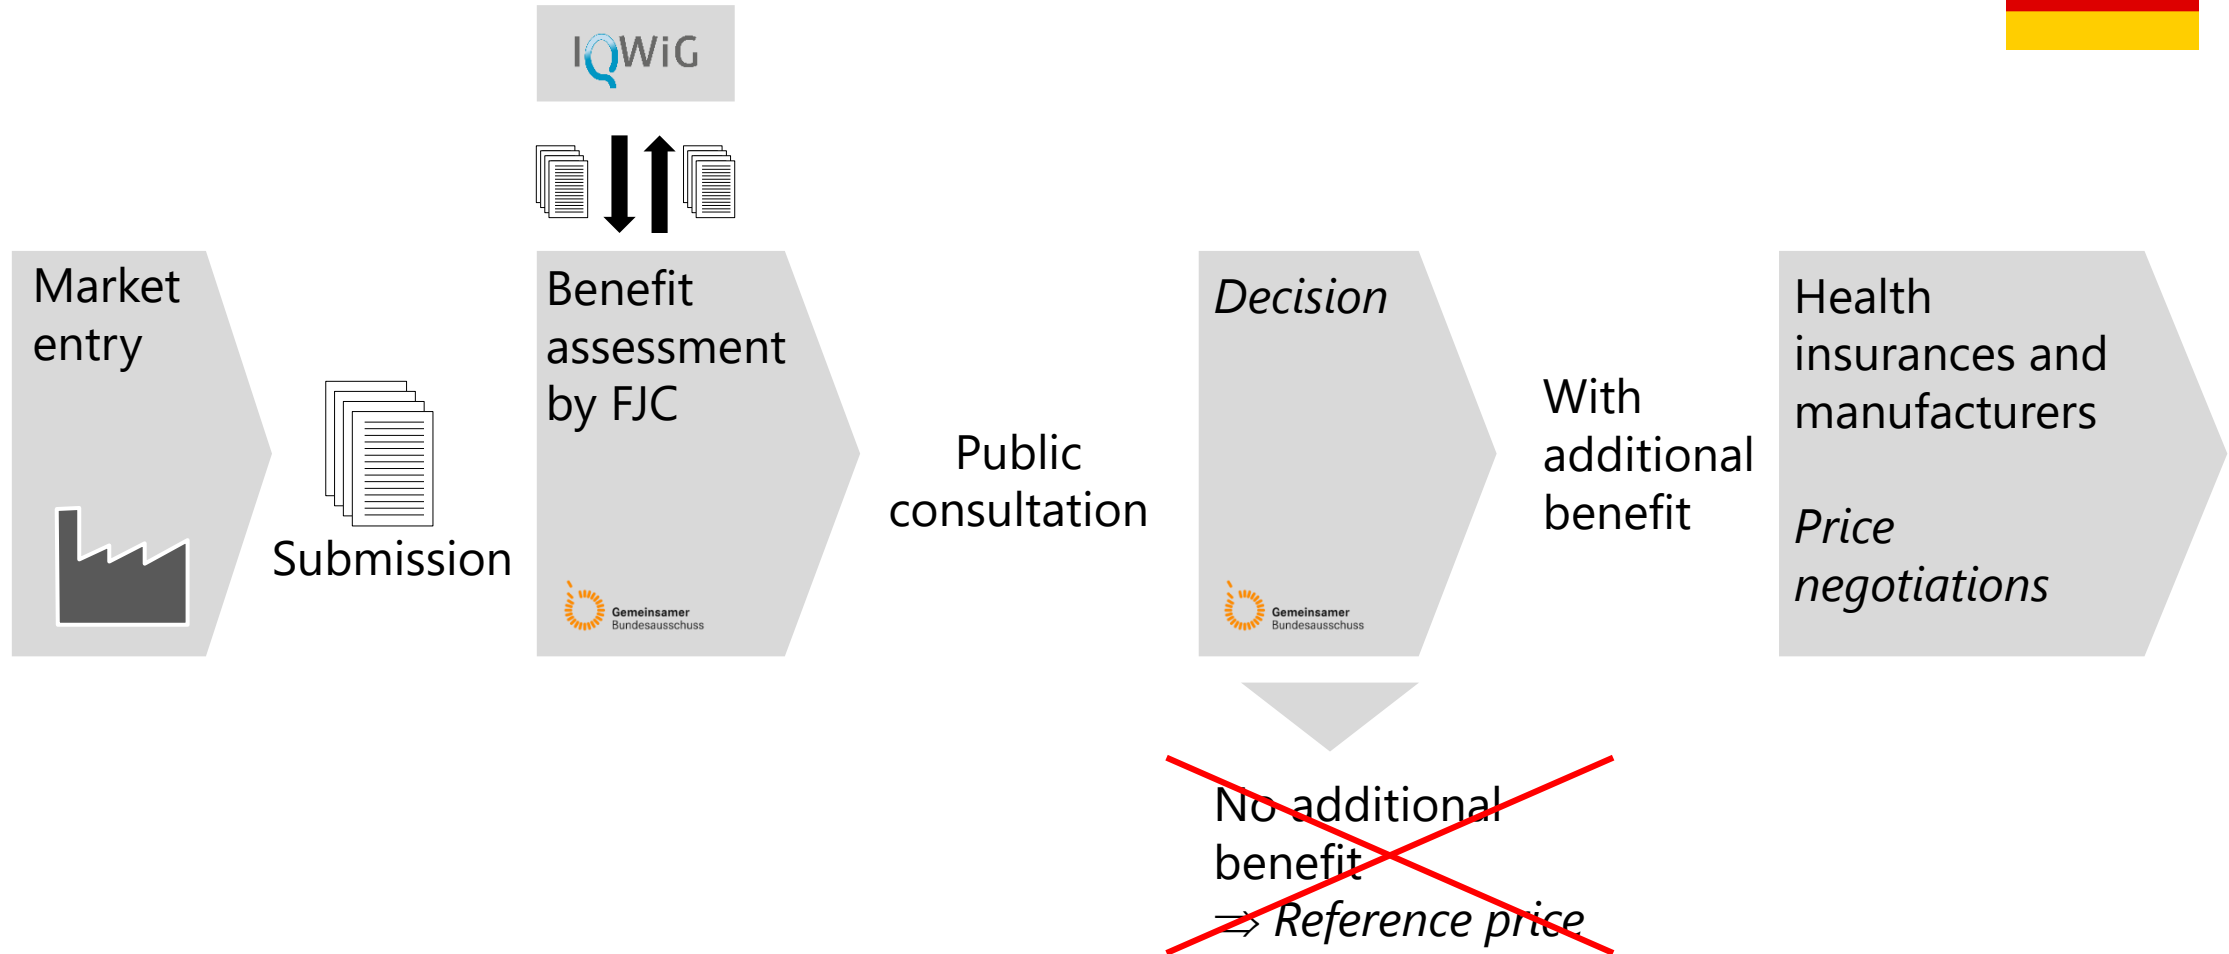 IQWiG
Market
entry
Submission
Benefit
assessment
by FJC
Gemeinsamer
Bundesausschuss
Public
consultation
Decision
Gemeinsamer
Bundesausschuss
With
additional
benefit
Health
insurances and
manufacturers
Price
negotiations
No additional
benefit
⇒ Reference price